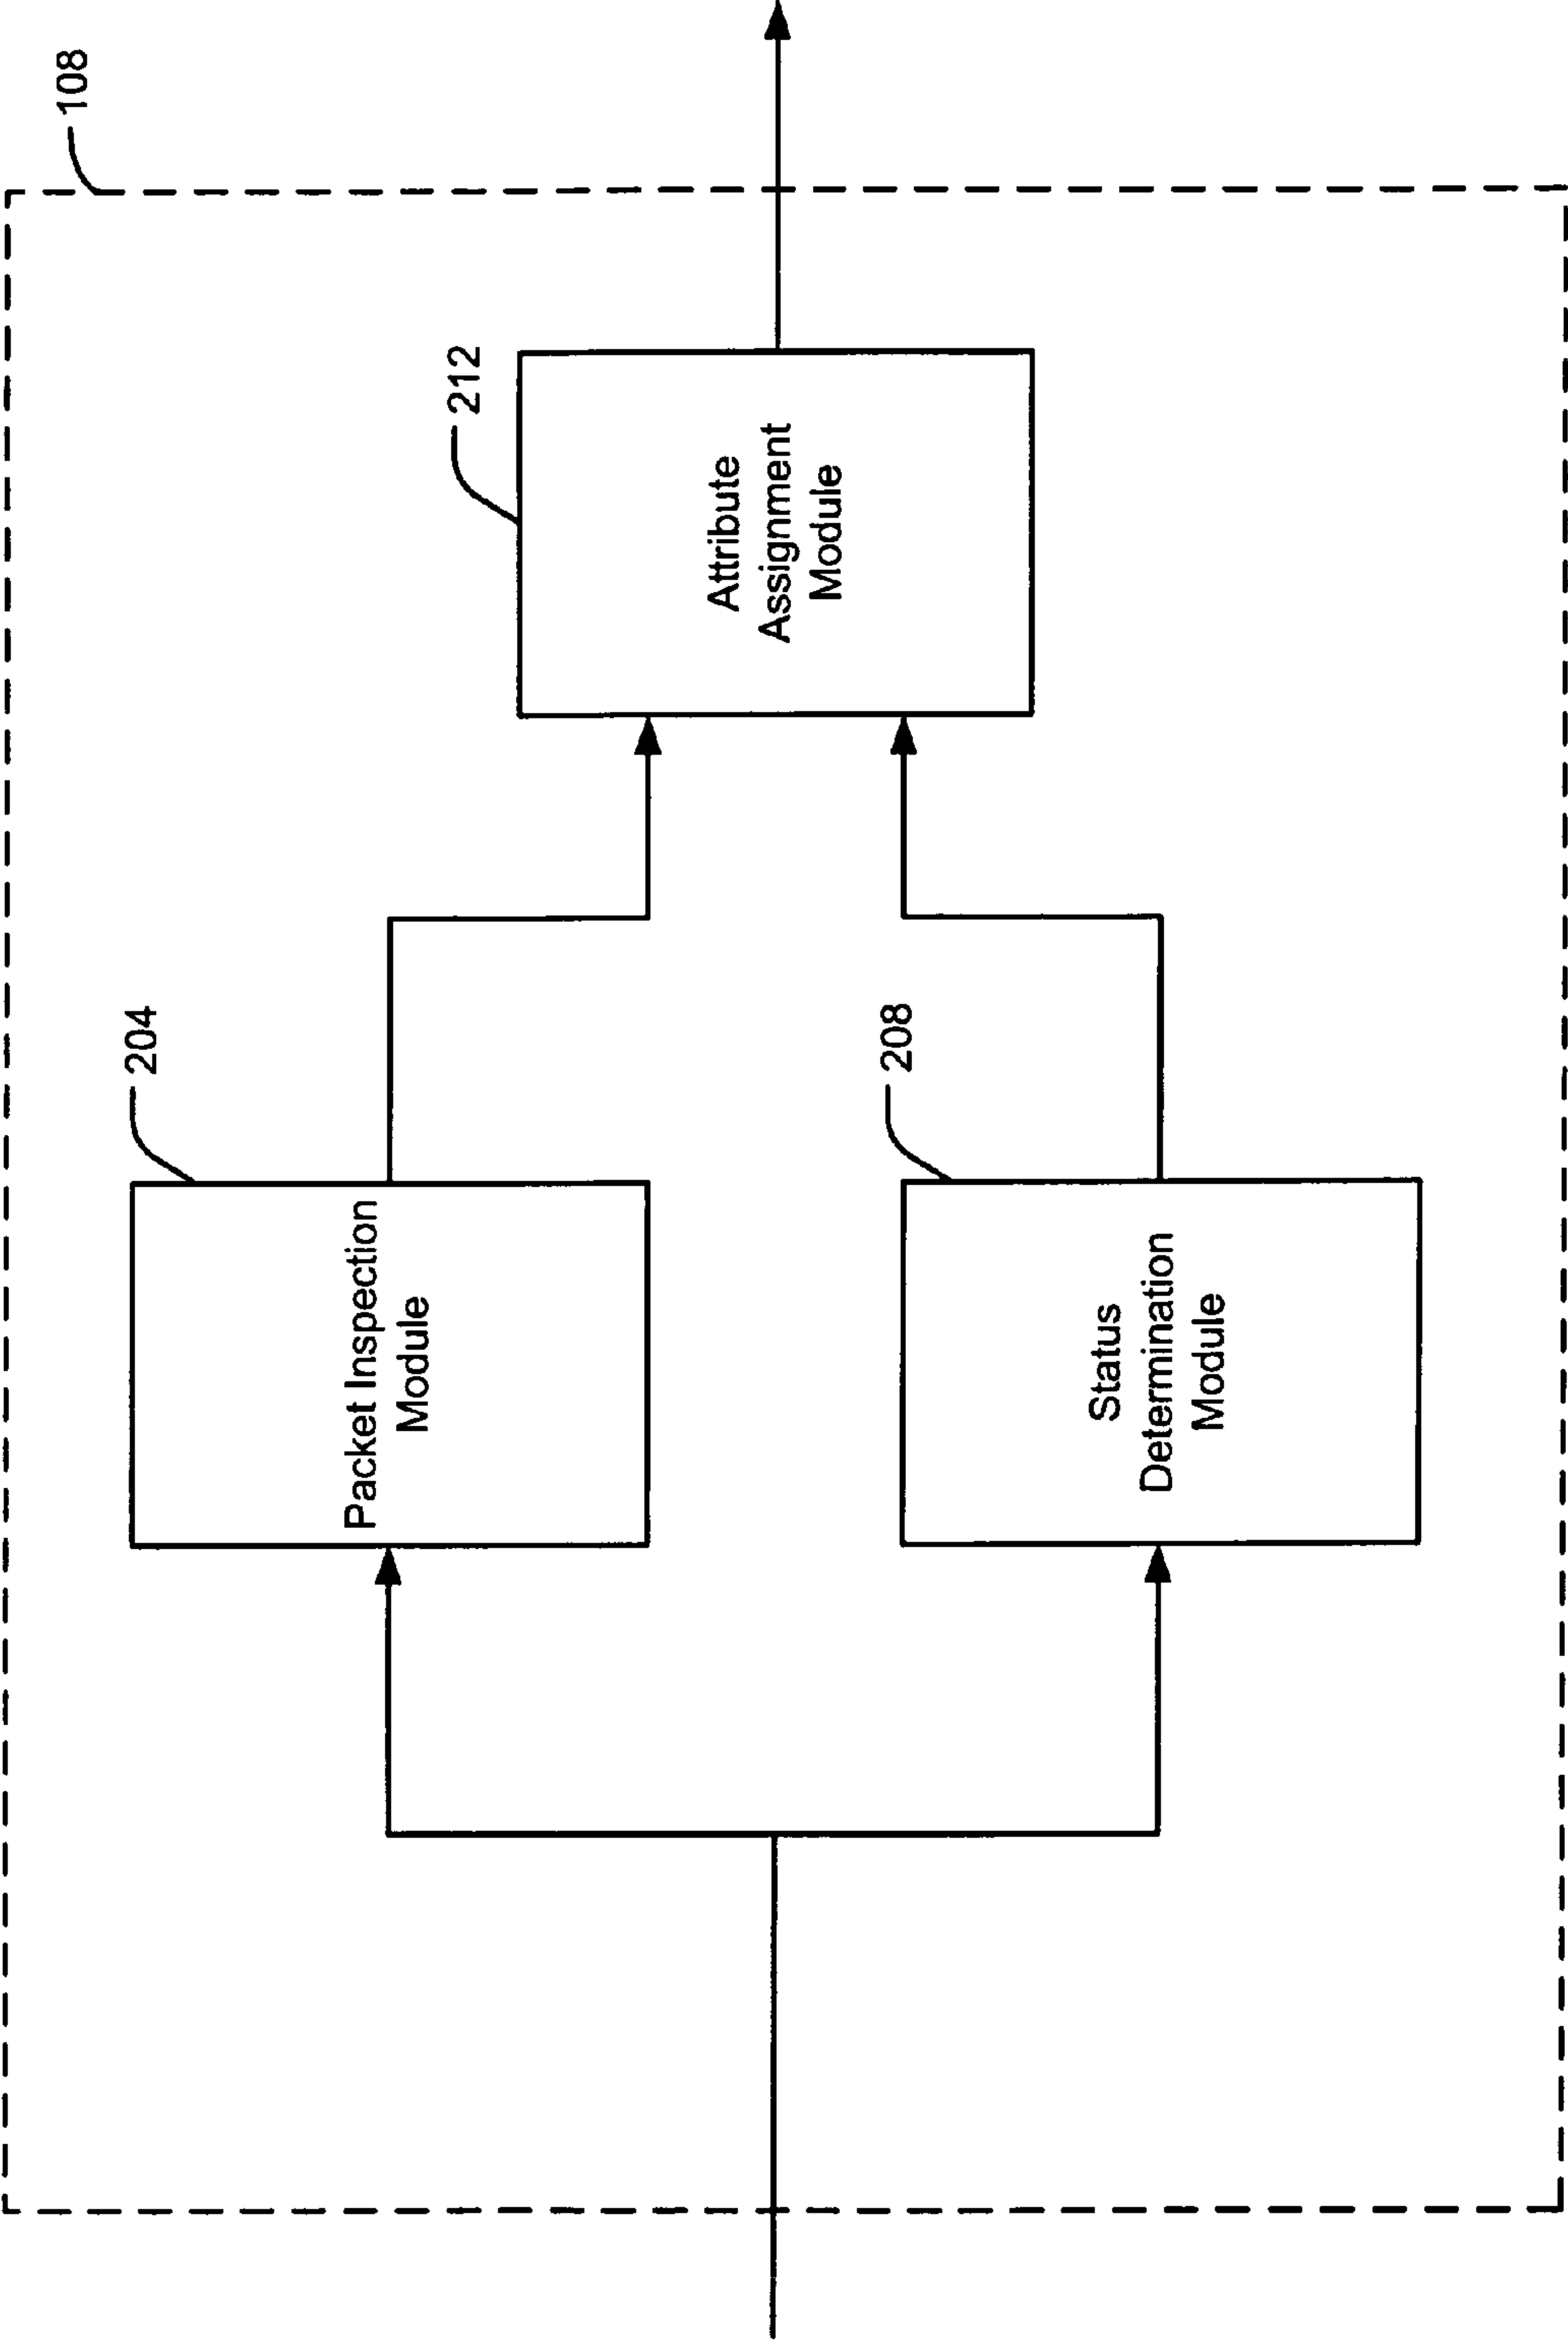 108
204
Packet Inspection
Module
212
Attribute
Assignment
Module
208
Status
Determination
Module